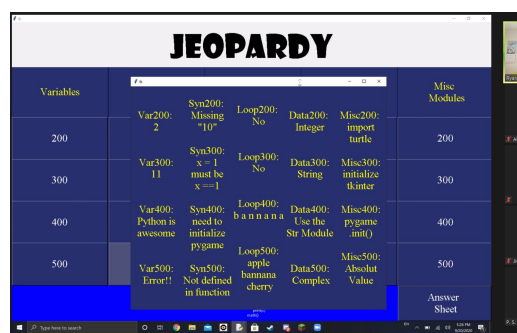 JEOPARDY
Variables
Misc
Modules
200
300
400
500
200
300
400
500
Answer
Sheet
Var200:
2
Syn200:
Missing
"10"
Loop200:
No
Data200:
Integer
Misc200:
import
turtle
Var300:
11
Syn300:
x = 1
must be
x ==1
Loop300:
No
Data300:
String
Misc300:
initialize
tkinter
Var400:
Python is
awesome
Syn400:
need to
initialize
pygame
Loop400:
b a n n a n a
Data400:
Use the
Str Module
Misc400:
pygame
.init()
Var500:
Error!!
Syn500:
Not defined
in function
Loop500:
apple
bannana
cherry
Data500:
Complex
Misc500:
Absolut
Value
Type here to search